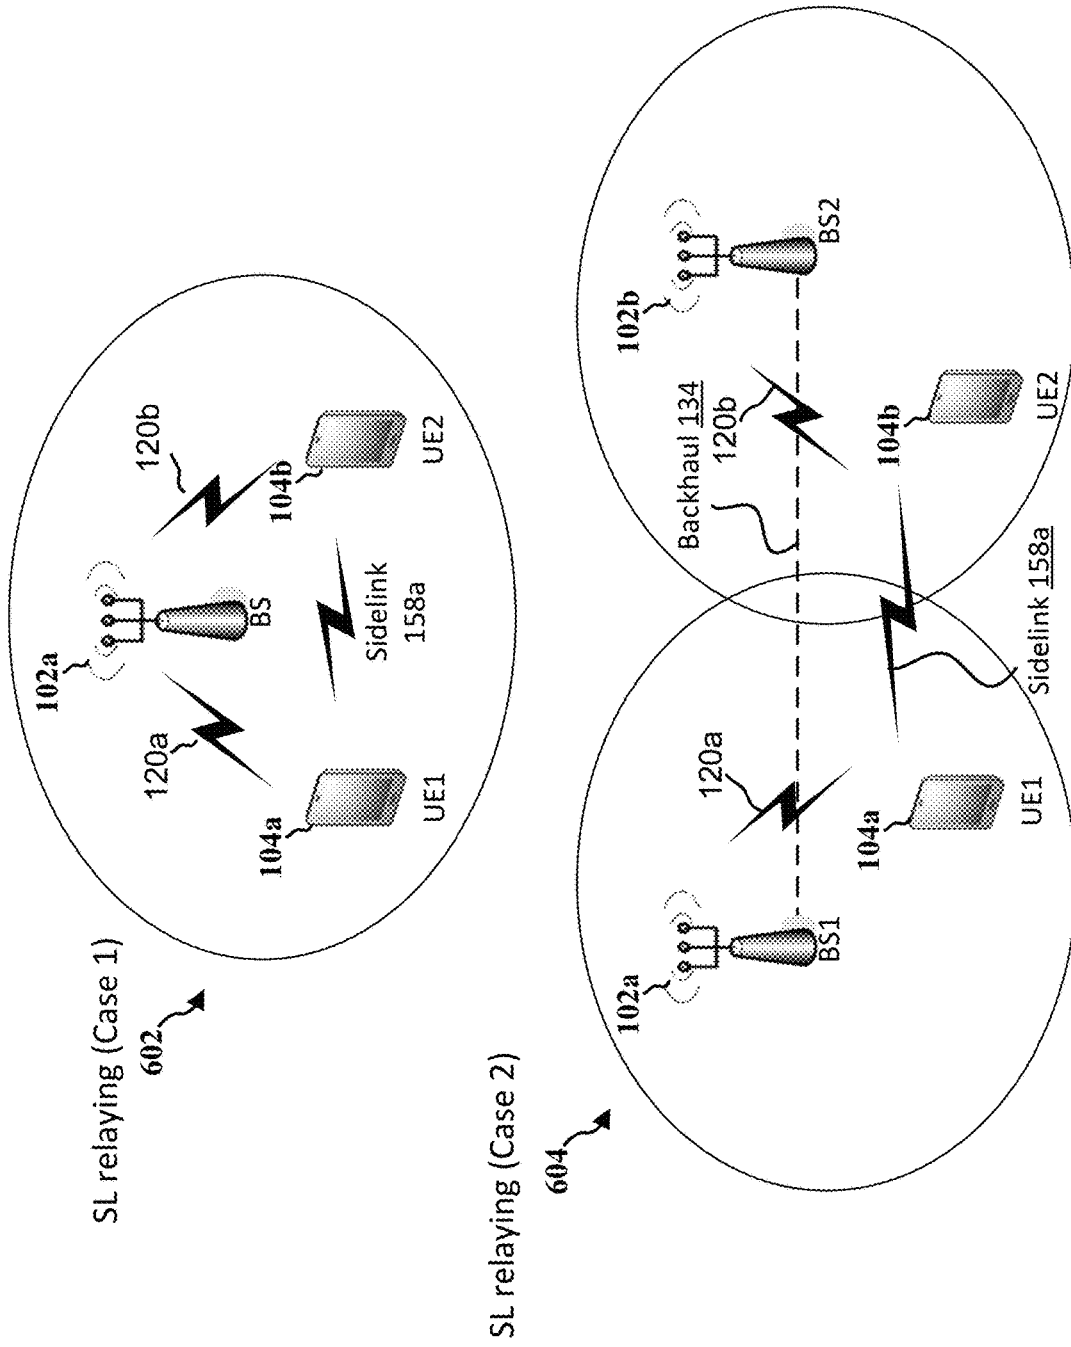 SL relaying (Case 1)
602
102a
BS
120a
120b
104a
UE1
104b
UE2
Sidelink
158a
SL relaying (Case 2)
604
102a
BS1
102b
BS2
Backhaul 134
120a
120b
104a
UE1
104b
UE2
Sidelink 158a